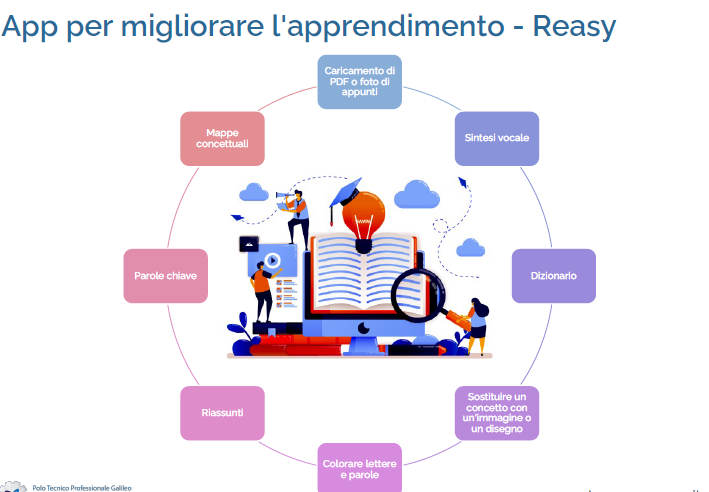 App per migliorare l'apprendimento - Reasy
Caricamento di
PDF o foto di
appunti
Sintesi vocale
Dizionario
Sostituire un
concetto con
un'immagine o
un disegno
Colorare lettere
e parole
Riassunti
Parole chiave
Mappe
concettuali
Polo Tecnico Professionale Galileo